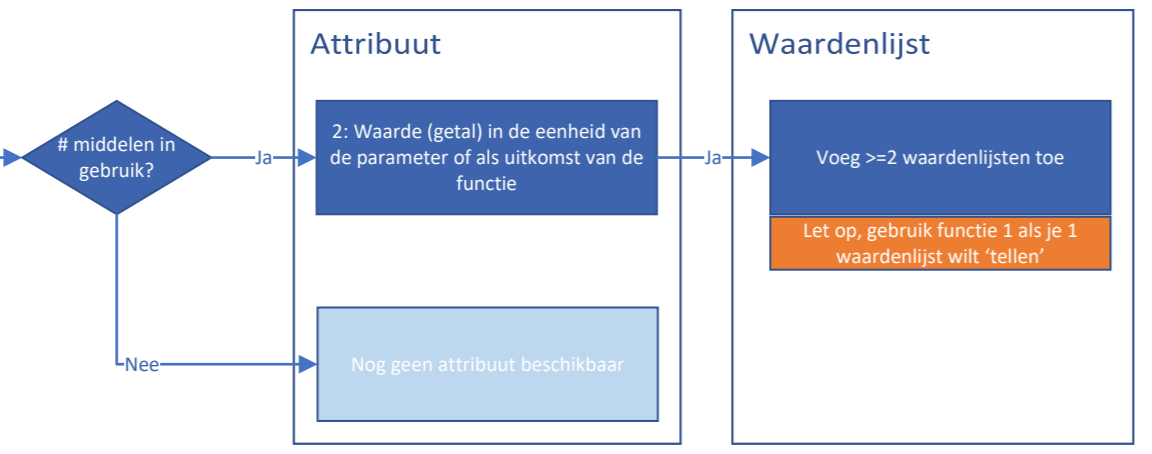 Attribuut
Waardenlijst
# middelen in
gebruik?
Ja
2: Waarde (getal) in de eenheid van
de parameter of als uitkomst van de
functie
Ja
Voeg >=2 waardenlijsten toe
Let op, gebruik functie 1 als je 1
waardenlijst wilt ‘tellen’
Nee
Nog geen attribuut beschikbaar